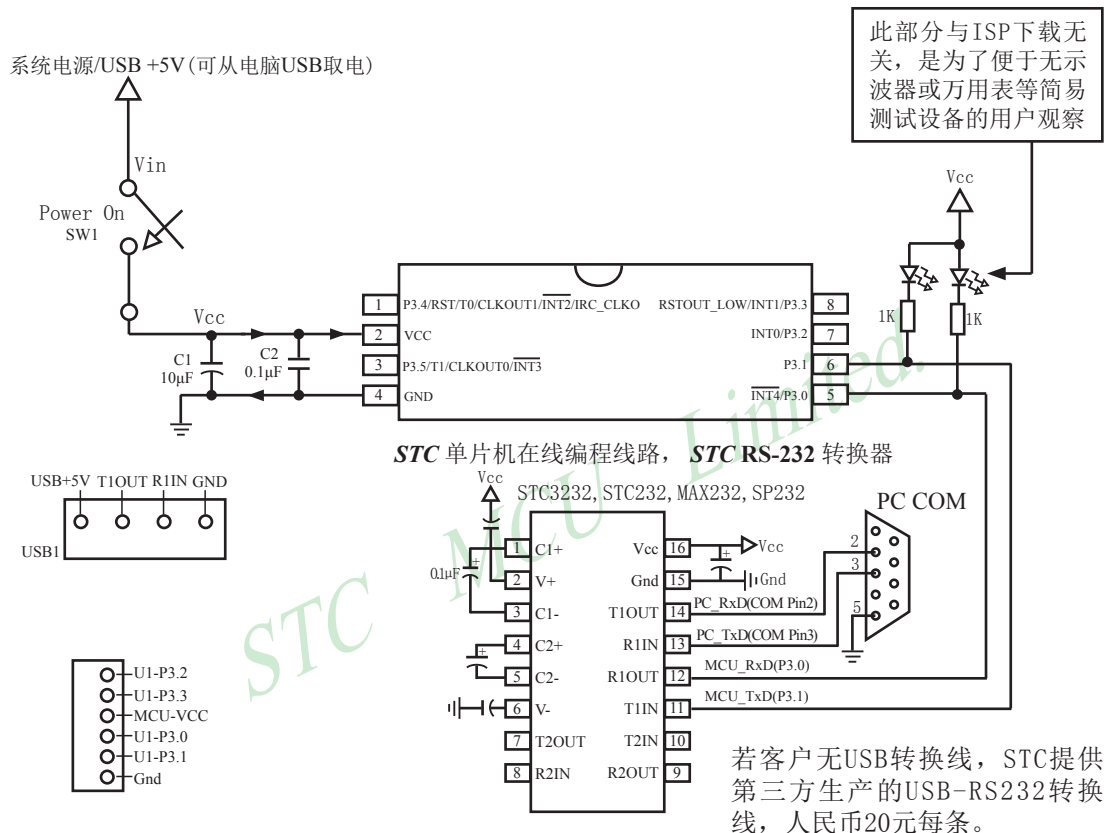 此部分与ISP下载无
关，是为了便于无示
波器或万用表等简易
测试设备的用户观察
系统电源/USB +5V(可从电脑USB取电)
Vin
Power On
SW1
Vcc
Vcc
C1
10μF
C2
0.1μF
1 P3.4/RST/T0/CLKOUT1/INT2/IRC_CLKO
2 VCC
3 P3.5/T1/CLKOUT0/INT3
4 GND
RSTOUT_LOW/INT1/P3.3 8
INT0/P3.2 7
P3.1 6
INT4/P3.0 5
1K
1K
STC MCU Limited.
STC 单片机在线编程线路， STC RS-232 转换器
STC3232,STC232,MAX232,SP232
USB+5V T1OUT R1IN GND
USB1
Vcc
0.1μF
+
1 C1+
2 V+
3 C1-
4 C2+
+
5 C2-
6 V-
7 T2OUT
8 R2IN
Vcc 16
Vcc
+
Gnd 15
Gnd
T1OUT 14 PC_RxD(COM Pin2)
R1IN 13 PC_TxD(COM Pin3)
R1OUT 12 MCU_RxD(P3.0)
T1IN 11 MCU_TxD(P3.1)
T2IN 10
R2OUT 9
PC COM
2
3
5
U1-P3.2
U1-P3.3
MCU-VCC
U1-P3.0
U1-P3.1
Gnd
若客户无USB转换线，STC提供
第三方生产的USB-RS232转换
线，人民币20元每条。